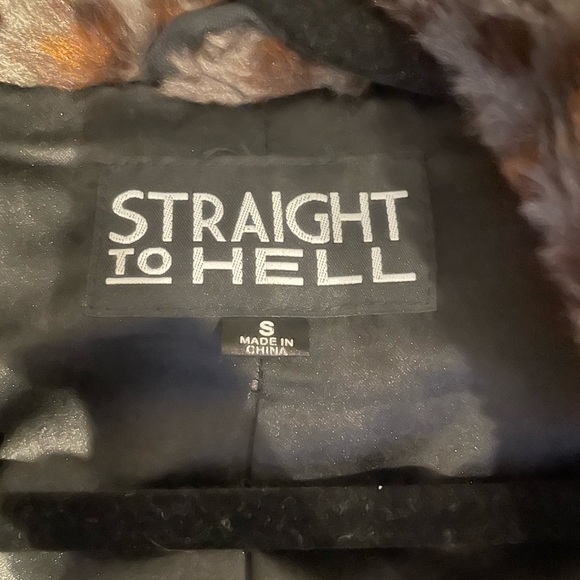 STRAIGHT
TO HELL
S
MADE IN
CHINA